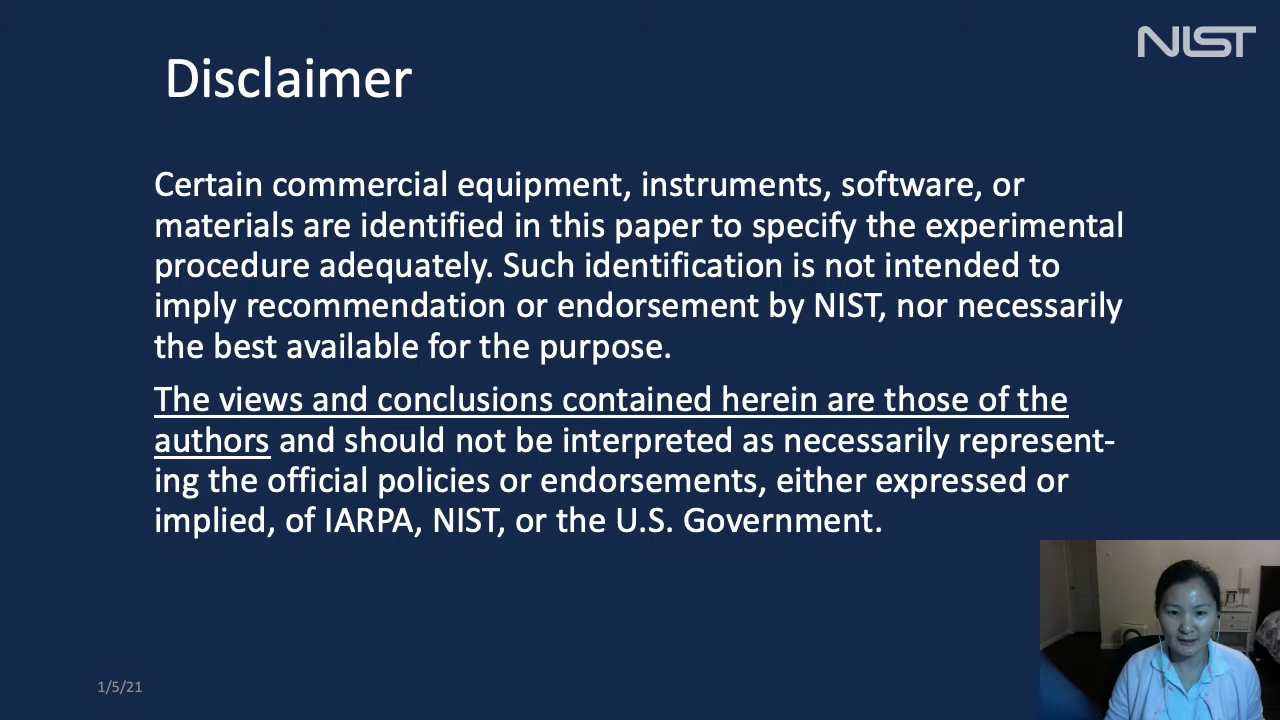 NIST
Disclaimer
Certain commercial equipment, instruments, software, or
materials are identified in this paper to specify the experimental
procedure adequately. Such identification is not intended to
imply recommendation or endorsement by NIST, nor necessarily
the best available for the purpose.
The views and conclusions contained herein are those of the
authors and should not be interpreted as necessarily represent-
ing the official policies or endorsements, either expressed or
implied, of IARPA, NIST, or the U.S. Government.
1/5/21